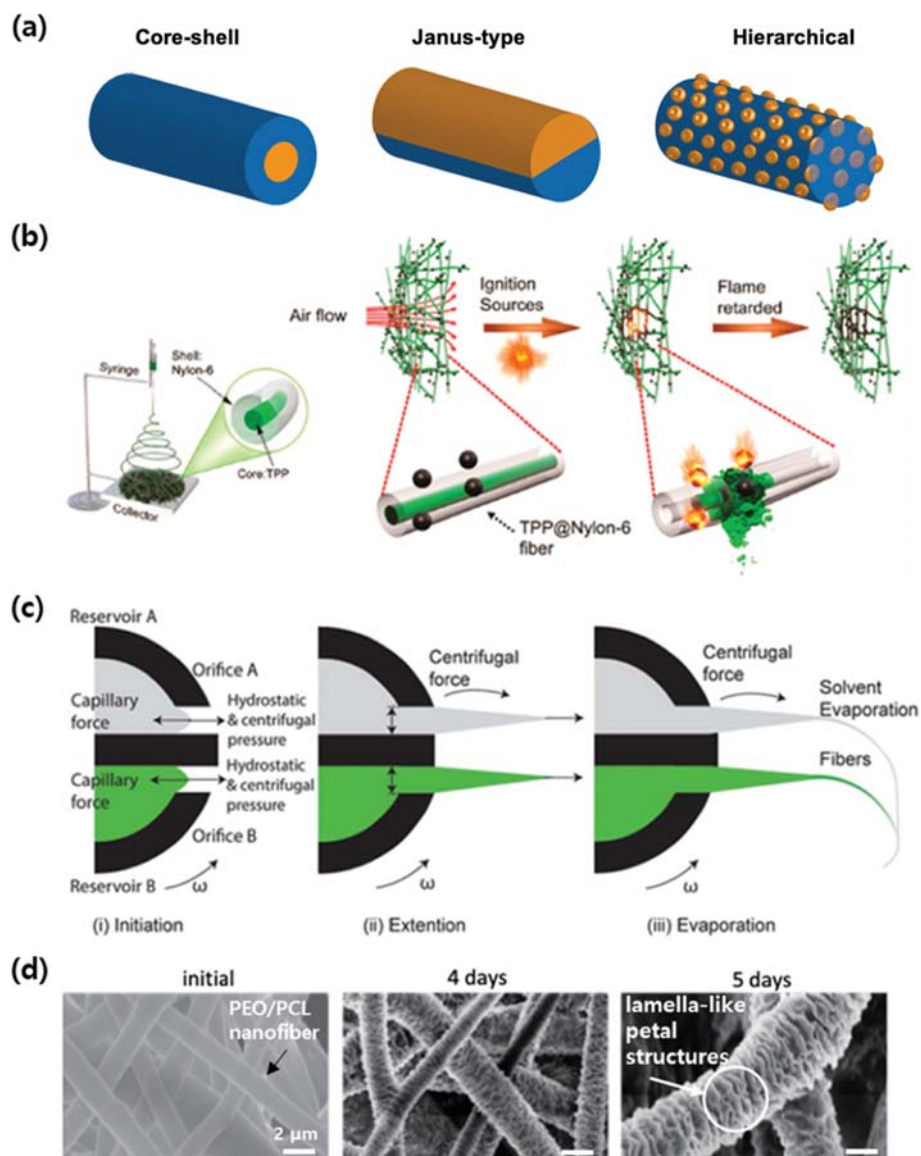 (a)
Core-shell
Janus-type
Hierarchical
(b)
Syringe
Shell:
Nylon-6
Core:TPP
Collector
Air flow
Ignition
Sources
Flame
retarded
TPP@Nylon-6
fiber
(c)
Reservoir A
Orifice A
Capillary
force
Hydrostatic
& centrifugal
pressure
Capillary
force
Hydrostatic
& centrifugal
pressure
Orifice B
Reservoir B
ω
(i) Initiation
Centrifugal
force
ω
(ii) Extention
Centrifugal
force
Solvent
Evaporation
Fibers
ω
(iii) Evaporation
(d)
initial
PEO/PCL
nanofiber
2 μm
4 days
5 days
lamella-like
petal
structures